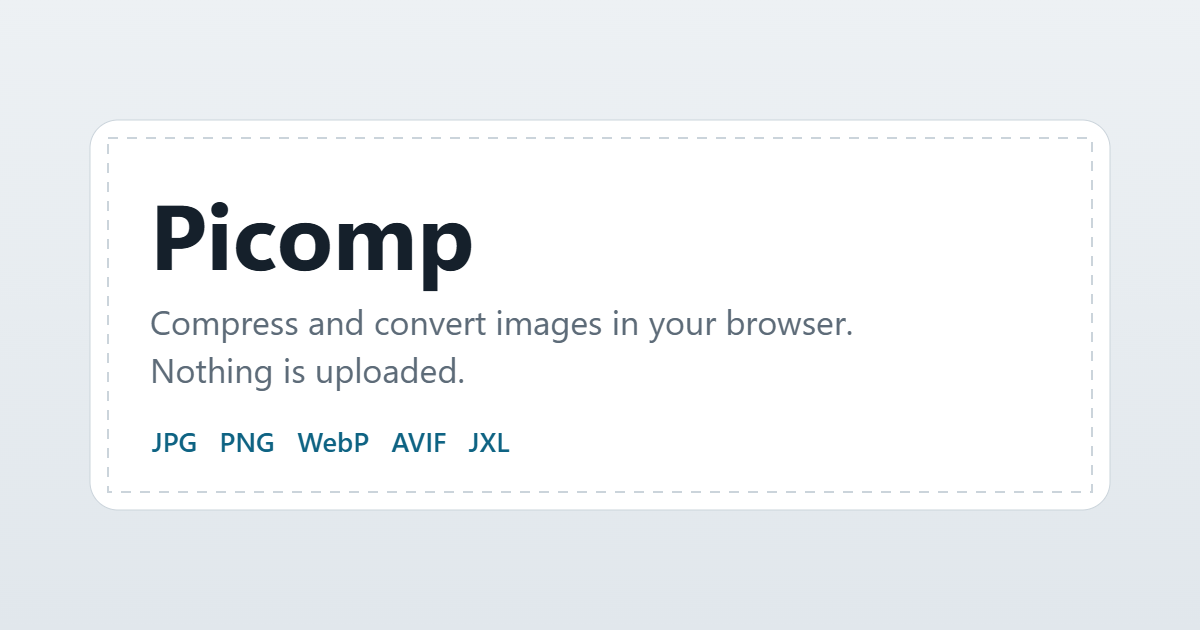 Picomp
Compress and convert images in your browser.
Nothing is uploaded.
JPG PNG WebP AVIF JXL